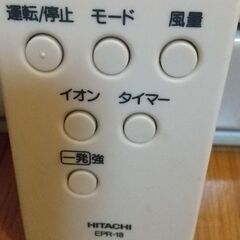 運転/停止 モード 風量
イオン タイマー
一発強
HITACHI
EPR-18